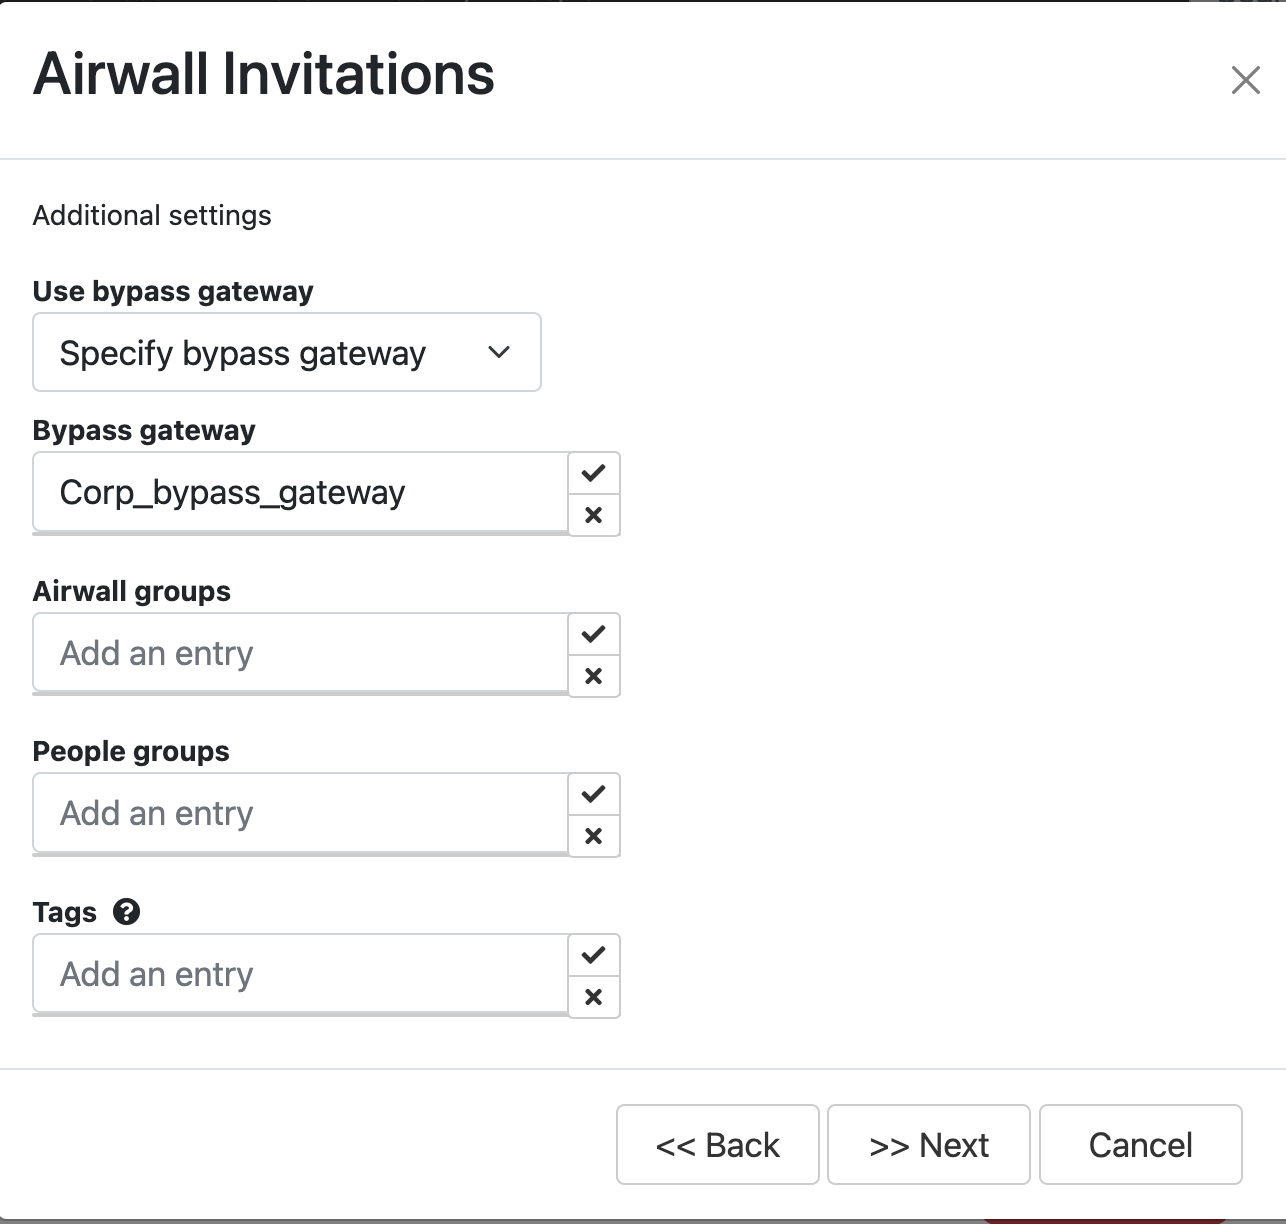 Airwall Invitations
Additional settings
Use bypass gateway
Specify bypass gateway
Bypass gateway
Corp_bypass_gateway
Airwall groups
Add an entry
People groups
Add an entry
Tags
Add an entry
<< Back >> Next Cancel